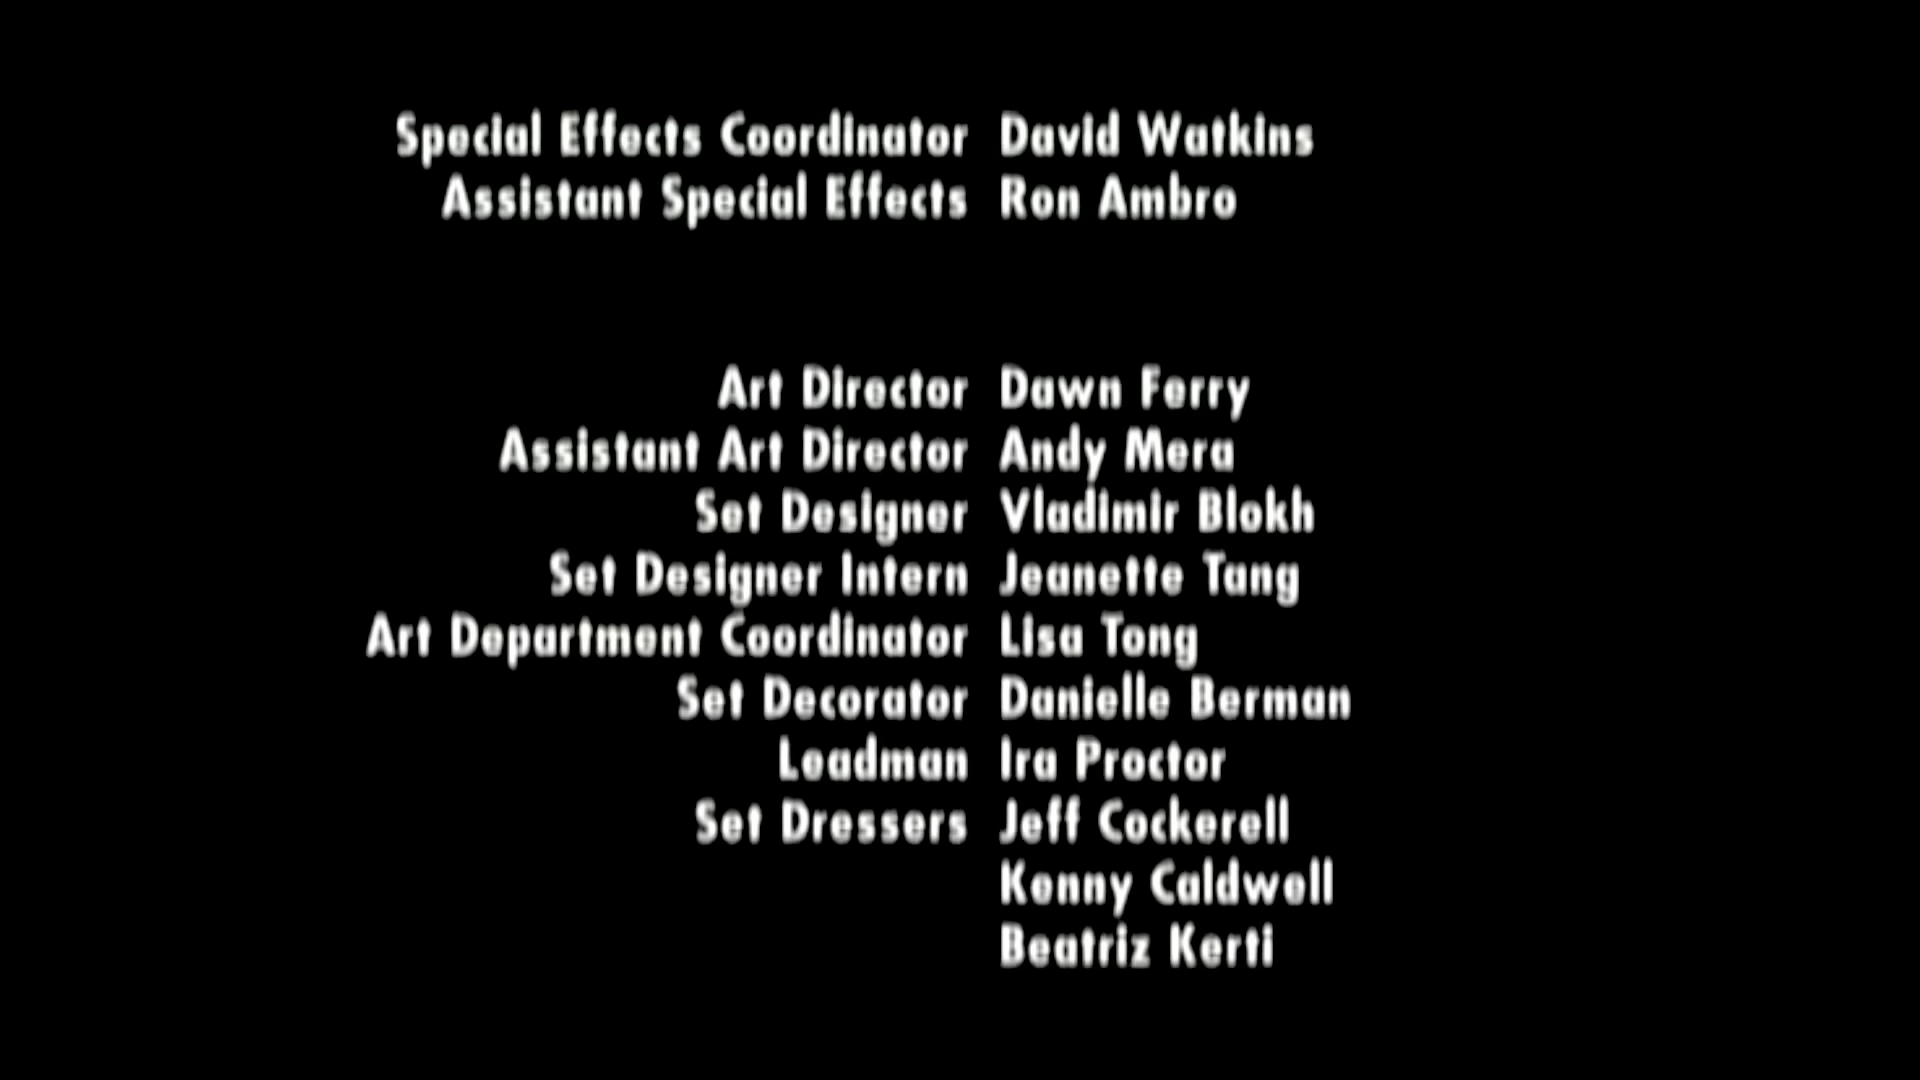 Special Effects Coordinator David Watkins
Assistant Special Effects Ron Ambro
Art Director Dawn Ferry
Assistant Art Director Andy Mera
Set Designer Vladimir Blokh
Set Designer Intern Jeanette Tang
Art Department Coordinator Lisa Tong
Set Decorator Danielle Berman
Leadman Ira Proctor
Set Dressers Jeff Cockerell
Kenny Caldwell
Beatriz Kerti